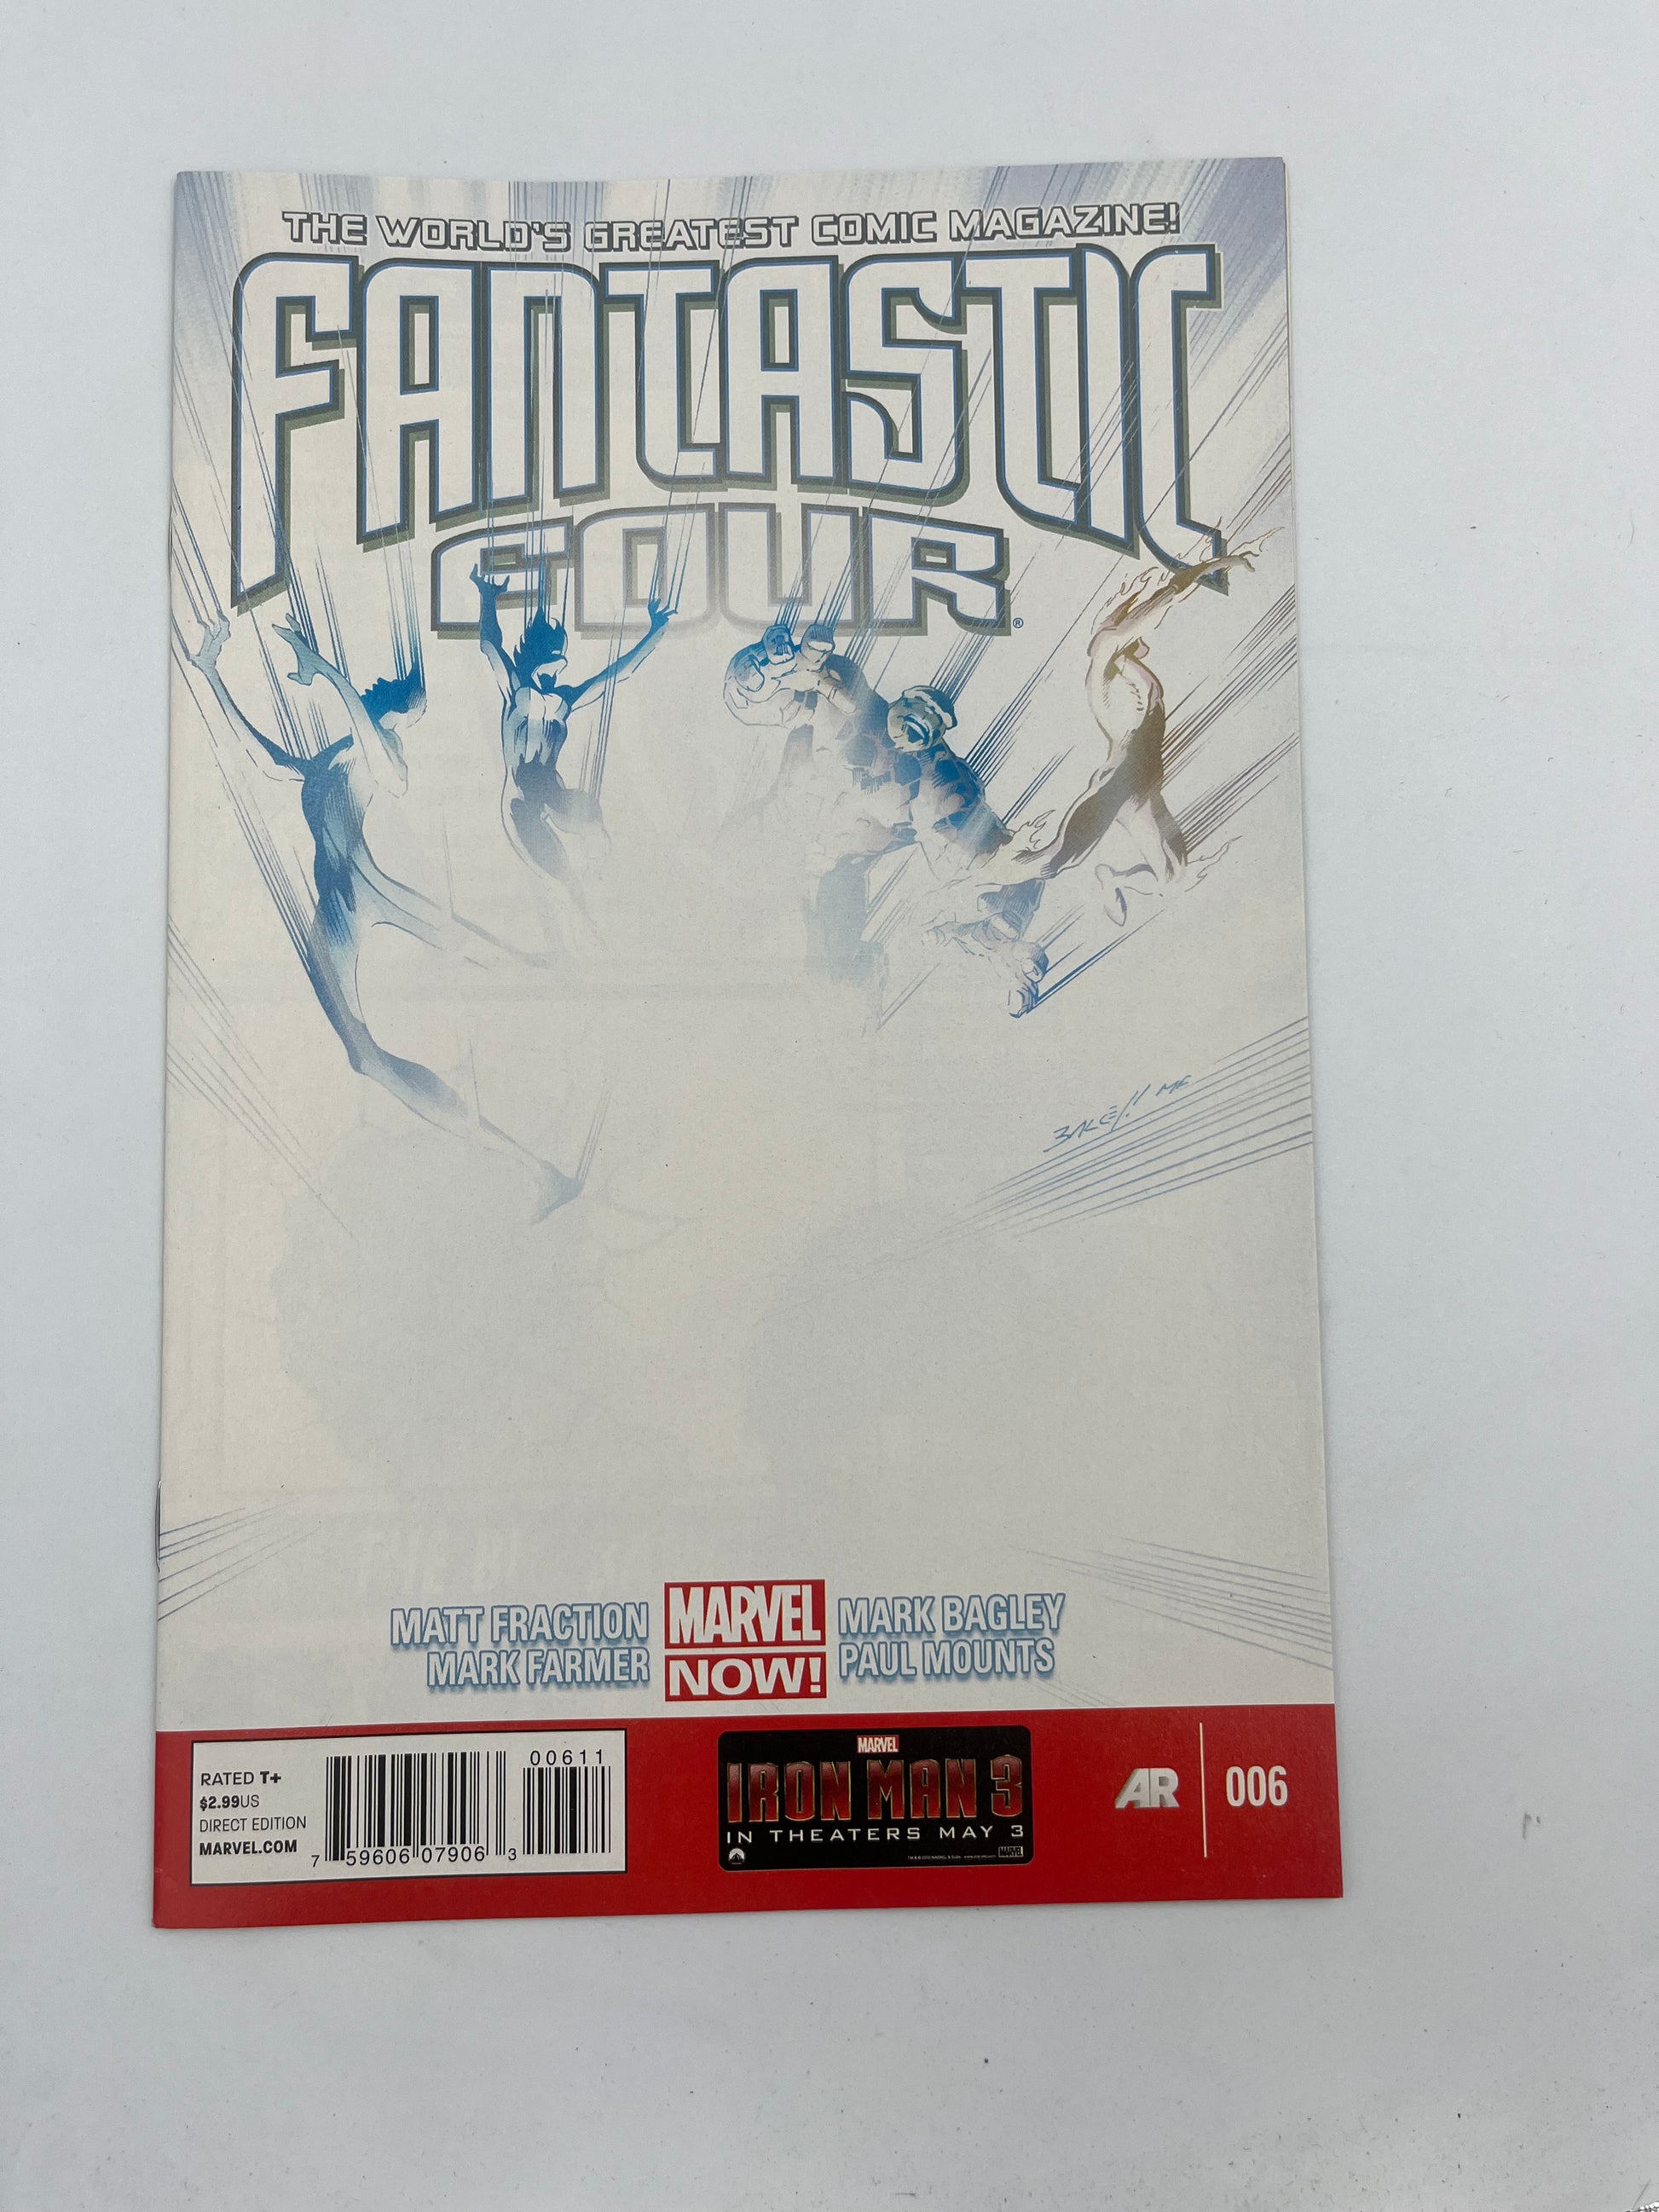 THE WORLD'S GREATEST COMIC MAGAZINE!
FANTASTIC
FOUR®
MATT FRACTION
MARK FARMER
MARVEL
NOW!
MARK BAGLEY
PAUL MOUNTS
RATED T+
$2.99US
DIRECT EDITION
MARVEL.COM
00611
7 59606 07906 3
MARVEL
IRON MAN 3
IN THEATERS MAY 3
MARVEL
AR
006